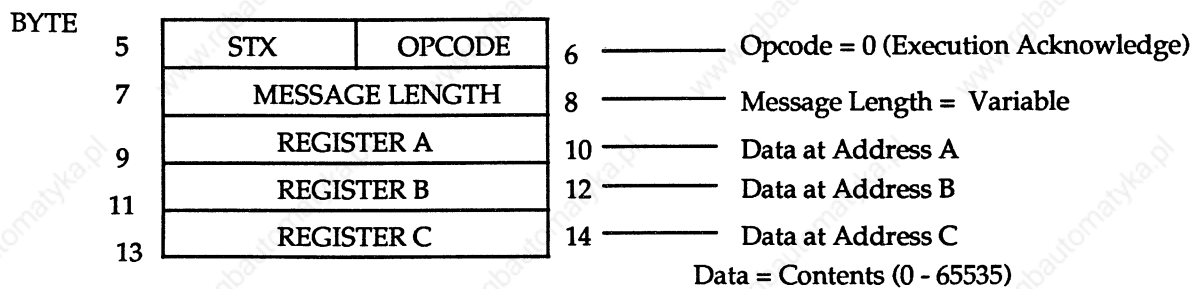 BYTE
5 STX OPCODE 6 Opcode = 0 (Execution Acknowledge)
7 MESSAGE LENGTH 8 Message Length = Variable
9 REGISTER A 10 Data at Address A
11 REGISTER B 12 Data at Address B
13 REGISTER C 14 Data at Address C
Data = Contents (0 - 65535)